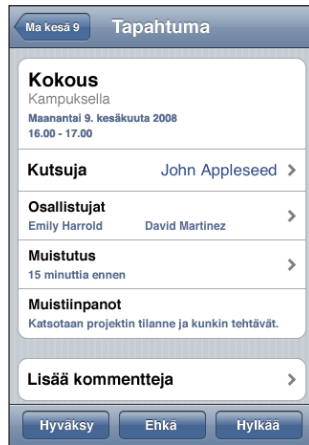 Ma kesä 9 Tapahtuma
Kokous
Kampuksella
Maanantai 9. kesäkuuta 2008
16.00 - 17.00
Kutsuja John Appleseed
Osallistujat
Emily Harrold David Martinez
Muistutus
15 minuttia ennen
Muistiinpanot
Katsotaan projektin tilanne ja kunkin tehtävät.
Lisää kommentteja
Hyväksy Ehkä Hylkää